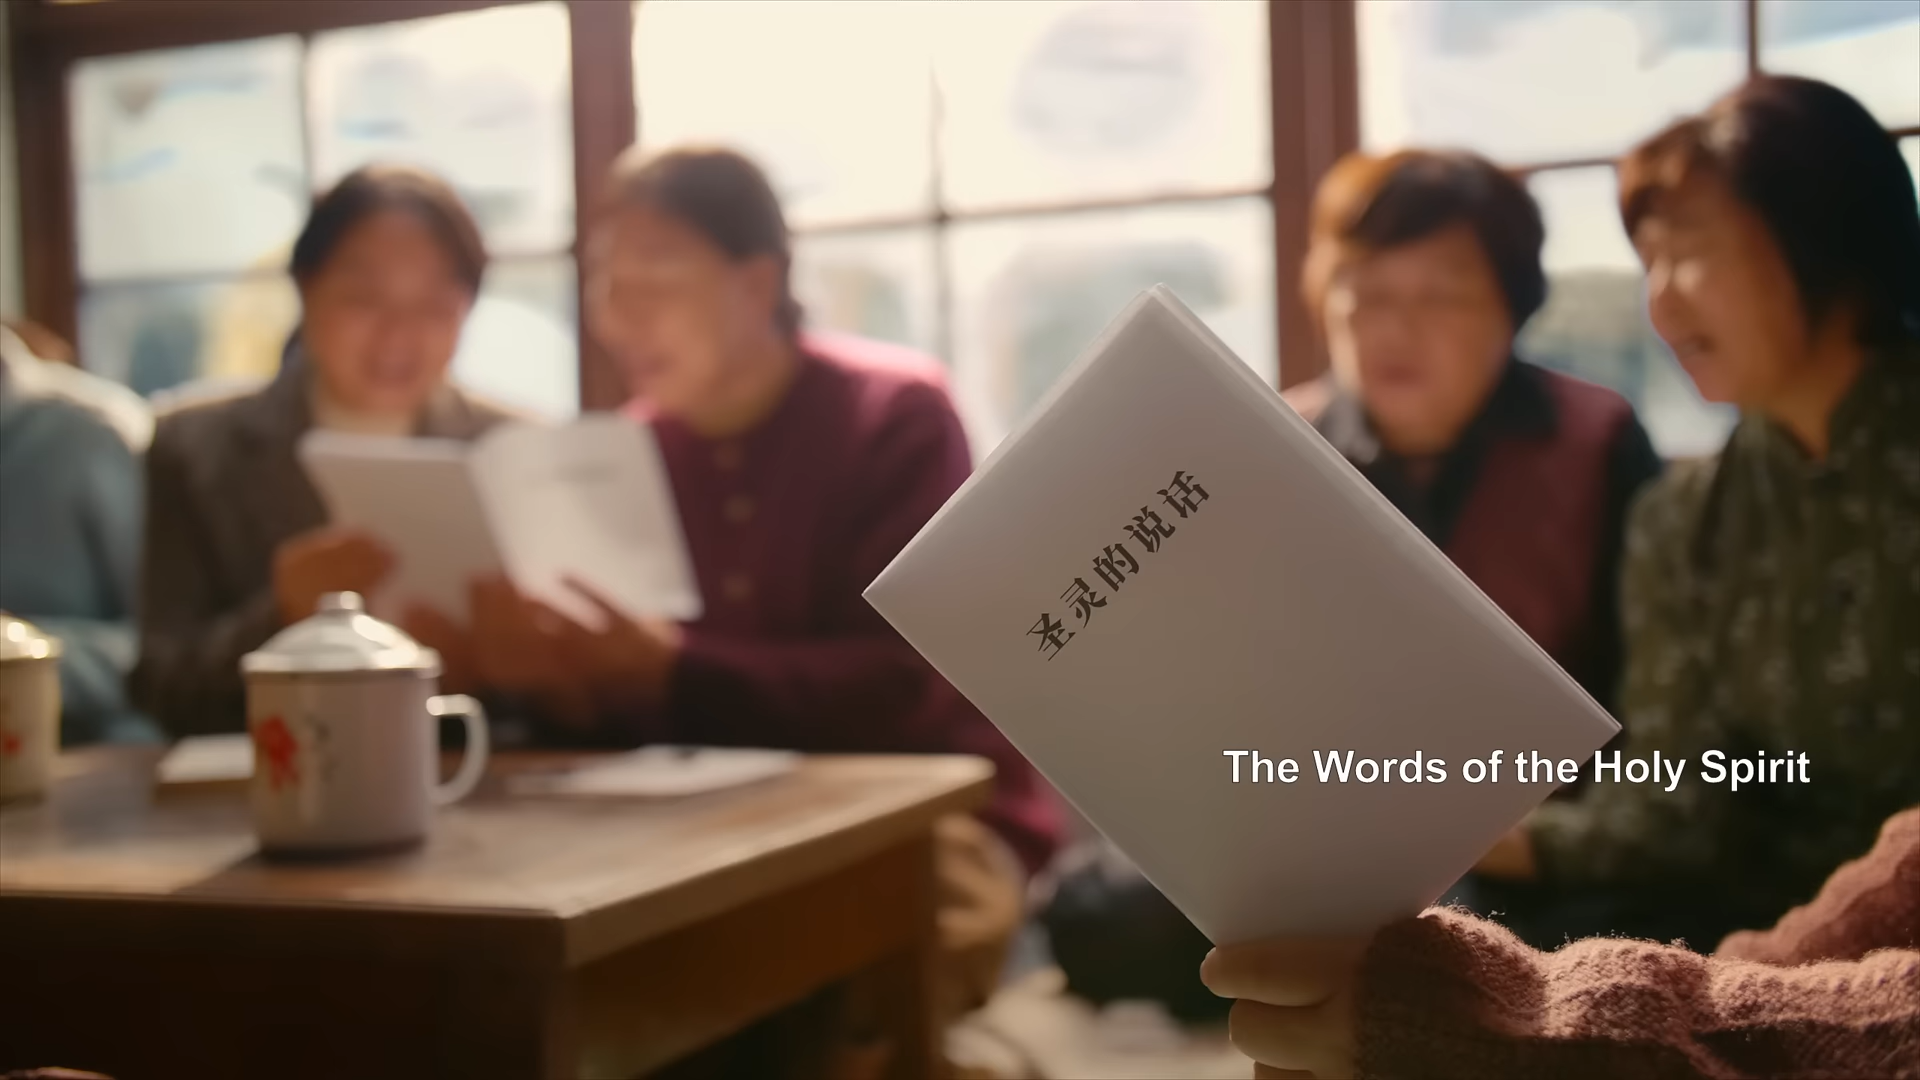 圣灵的说话
The Words of the Holy Spirit